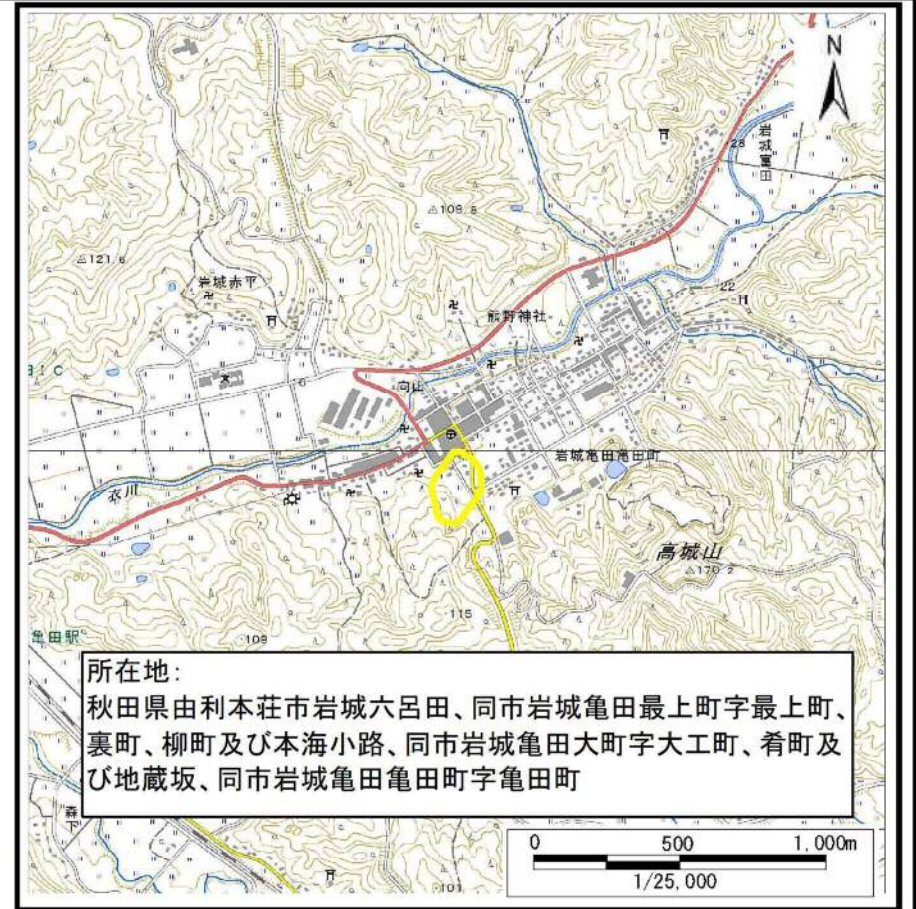 N
岩城富田
28
109.8
121.6
岩城赤平
22
熊野神社
向山
岩城亀田亀田町
衣川
高城山
170.2
115
亀田駅
109
所在地:
秋田県由利本荘市岩城六呂田、同市岩城亀田最上町字最上町、
裏町、柳町及び本海小路、同市岩城亀田大町字大工町、肴町及
び地蔵坂、同市岩城亀田亀田町字亀田町
森下
0 500 1,000m
1/25,000
101